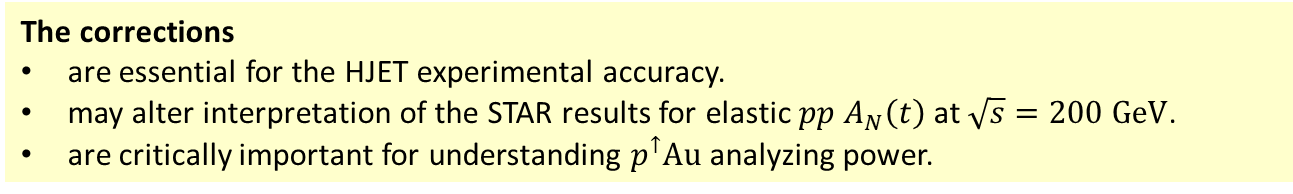 The corrections
• are essential for the HJET experimental accuracy.
• may alter interpretation of the STAR results for elastic 𝑝𝑝 𝐴_𝑁(𝑡) at √𝑠 = 200 GeV.
• are critically important for understanding 𝑝^↑Au analyzing power.